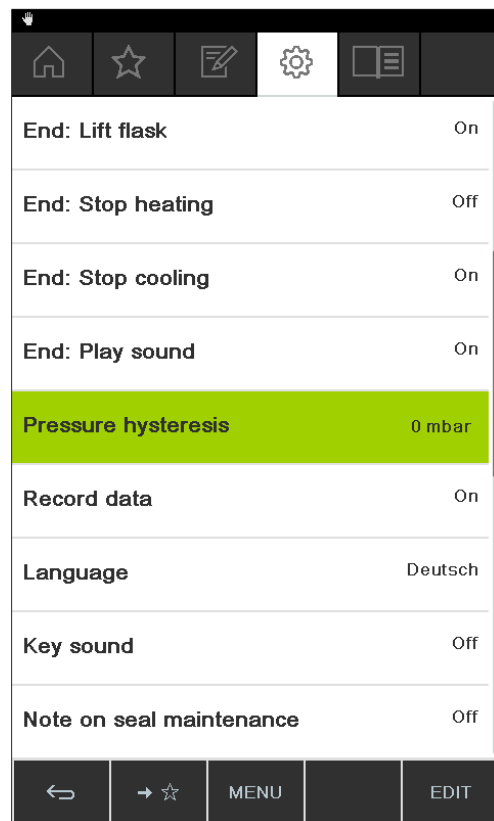 End: Lift flask On
End: Stop heating Off
End: Stop cooling On
End: Play sound On
Pressure hysteresis 0 mbar
Record data On
Language Deutsch
Key sound Off
Note on seal maintenance Off
MENU EDIT